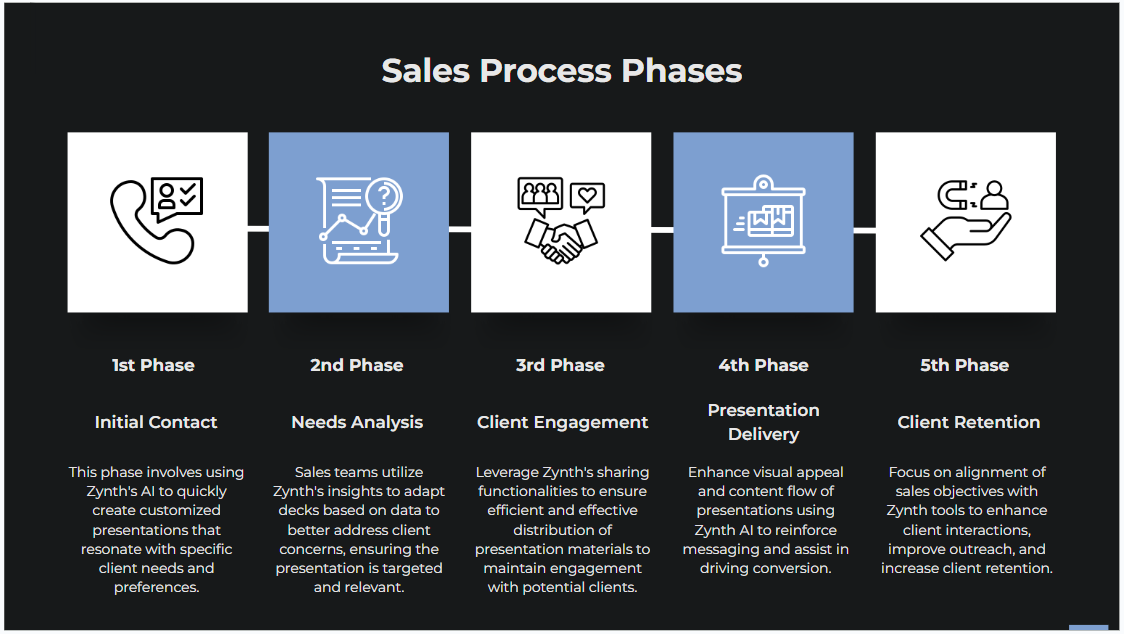 Sales Process Phases
?
1st Phase
Initial Contact
This phase involves using
Zynth's AI to quickly
create customized
presentations that
resonate with specific
client needs and
preferences.
2nd Phase
Needs Analysis
Sales teams utilize
Zynth's insights to adapt
decks based on data to
better address client
concerns, ensuring the
presentation is targeted
and relevant.
3rd Phase
Client Engagement
Leverage Zynth's sharing
functionalities to ensure
efficient and effective
distribution of
presentation materials to
maintain engagement
with potential clients.
4th Phase
Presentation
Delivery
Enhance visual appeal
and content flow of
presentations using
Zynth AI to reinforce
messaging and assist in
driving conversion.
5th Phase
Client Retention
Focus on alignment of
sales objectives with
Zynth tools to enhance
client interactions,
improve outreach, and
increase client retention.